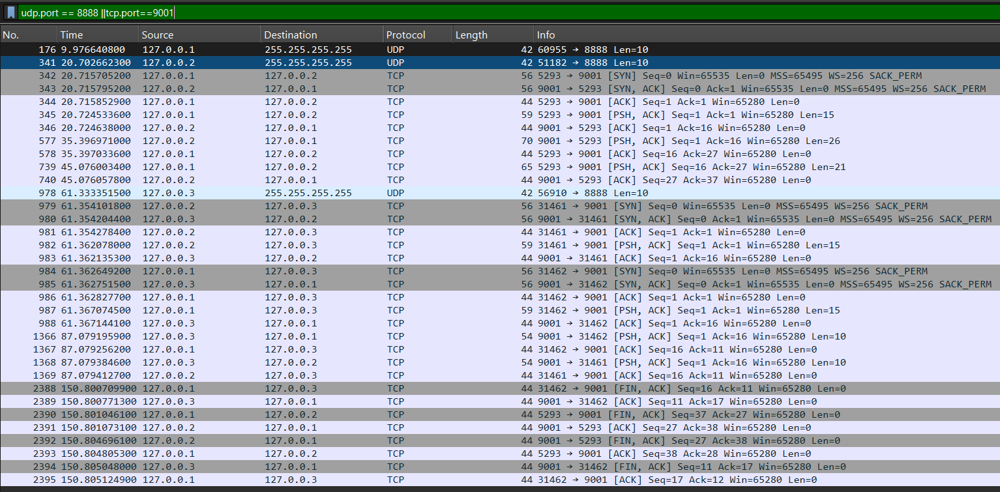 udp.port == 8888 ||tcp.port==9001
No. Time Source Destination Protocol Length Info
176 9.976640800 127.0.0.1 255.255.255.255 UDP 42 60955 → 8888 Len=10
341 20.702662300 127.0.0.2 255.255.255.255 UDP 42 51182 → 8888 Len=10
342 20.715705200 127.0.0.1 127.0.0.2 TCP 56 5293 → 9001 [SYN] Seq=0 Win=65535 Len=0 MSS=65495 WS=256 SACK_PERM
343 20.715795200 127.0.0.2 127.0.0.1 TCP 56 9001 → 5293 [SYN, ACK] Seq=0 Ack=1 Win=65535 Len=0 MSS=65495 WS=256 SACK_PERM
344 20.715852900 127.0.0.1 127.0.0.2 TCP 44 5293 → 9001 [ACK] Seq=1 Ack=1 Win=65280 Len=0
345 20.724533600 127.0.0.1 127.0.0.2 TCP 59 5293 → 9001 [PSH, ACK] Seq=1 Ack=1 Win=65280 Len=15
346 20.724638000 127.0.0.2 127.0.0.1 TCP 44 9001 → 5293 [ACK] Seq=1 Ack=16 Win=65280 Len=0
577 35.396971000 127.0.0.2 127.0.0.1 TCP 70 9001 → 5293 [PSH, ACK] Seq=1 Ack=16 Win=65280 Len=26
578 35.397033600 127.0.0.1 127.0.0.2 TCP 44 5293 → 9001 [ACK] Seq=16 Ack=27 Win=65280 Len=0
739 45.076003400 127.0.0.1 127.0.0.2 TCP 65 5293 → 9001 [PSH, ACK] Seq=16 Ack=27 Win=65280 Len=21
740 45.076057800 127.0.0.2 127.0.0.1 TCP 44 9001 → 5293 [ACK] Seq=27 Ack=37 Win=65280 Len=0
978 61.333351500 127.0.0.3 255.255.255.255 UDP 42 56910 → 8888 Len=10
979 61.354101800 127.0.0.2 127.0.0.3 TCP 56 31461 → 9001 [SYN] Seq=0 Win=65535 Len=0 MSS=65495 WS=256 SACK_PERM
980 61.354204400 127.0.0.3 127.0.0.2 TCP 56 9001 → 31461 [SYN, ACK] Seq=0 Ack=1 Win=65535 Len=0 MSS=65495 WS=256 SACK_PERM
981 61.354278400 127.0.0.2 127.0.0.3 TCP 44 31461 → 9001 [ACK] Seq=1 Ack=1 Win=65280 Len=0
982 61.362078000 127.0.0.2 127.0.0.3 TCP 59 31461 → 9001 [PSH, ACK] Seq=1 Ack=1 Win=65280 Len=15
983 61.362135300 127.0.0.3 127.0.0.2 TCP 44 9001 → 31461 [ACK] Seq=1 Ack=16 Win=65280 Len=0
984 61.362649200 127.0.0.1 127.0.0.3 TCP 56 31462 → 9001 [SYN] Seq=0 Win=65535 Len=0 MSS=65495 WS=256 SACK_PERM
985 61.362751500 127.0.0.3 127.0.0.1 TCP 56 9001 → 31462 [SYN, ACK] Seq=0 Ack=1 Win=65535 Len=0 MSS=65495 WS=256 SACK_PERM
986 61.362827700 127.0.0.1 127.0.0.3 TCP 44 31462 → 9001 [ACK] Seq=1 Ack=1 Win=65280 Len=0
987 61.367074500 127.0.0.1 127.0.0.3 TCP 59 31462 → 9001 [PSH, ACK] Seq=1 Ack=1 Win=65280 Len=15
988 61.367144100 127.0.0.3 127.0.0.1 TCP 44 9001 → 31462 [ACK] Seq=1 Ack=16 Win=65280 Len=0
1366 87.079195900 127.0.0.3 127.0.0.1 TCP 54 9001 → 31462 [PSH, ACK] Seq=1 Ack=16 Win=65280 Len=10
1367 87.079256200 127.0.0.1 127.0.0.3 TCP 44 31462 → 9001 [ACK] Seq=16 Ack=11 Win=65280 Len=0
1368 87.079384600 127.0.0.3 127.0.0.2 TCP 54 9001 → 31461 [PSH, ACK] Seq=1 Ack=16 Win=65280 Len=10
1369 87.079412700 127.0.0.2 127.0.0.3 TCP 44 31461 → 9001 [ACK] Seq=16 Ack=11 Win=65280 Len=0
2388 150.800709900 127.0.0.1 127.0.0.3 TCP 44 31462 → 9001 [FIN, ACK] Seq=16 Ack=11 Win=65280 Len=0
2389 150.800771300 127.0.0.3 127.0.0.1 TCP 44 9001 → 31462 [ACK] Seq=11 Ack=17 Win=65280 Len=0
2390 150.801046100 127.0.0.1 127.0.0.2 TCP 44 5293 → 9001 [FIN, ACK] Seq=37 Ack=27 Win=65280 Len=0
2391 150.801073100 127.0.0.2 127.0.0.1 TCP 44 9001 → 5293 [ACK] Seq=27 Ack=38 Win=65280 Len=0
2392 150.804696100 127.0.0.2 127.0.0.1 TCP 44 9001 → 5293 [FIN, ACK] Seq=27 Ack=38 Win=65280 Len=0
2393 150.804805300 127.0.0.1 127.0.0.2 TCP 44 5293 → 9001 [ACK] Seq=38 Ack=28 Win=65280 Len=0
2394 150.805048000 127.0.0.3 127.0.0.1 TCP 44 9001 → 31462 [FIN, ACK] Seq=11 Ack=17 Win=65280 Len=0
2395 150.805124900 127.0.0.1 127.0.0.3 TCP 44 31462 → 9001 [ACK] Seq=17 Ack=12 Win=65280 Len=0